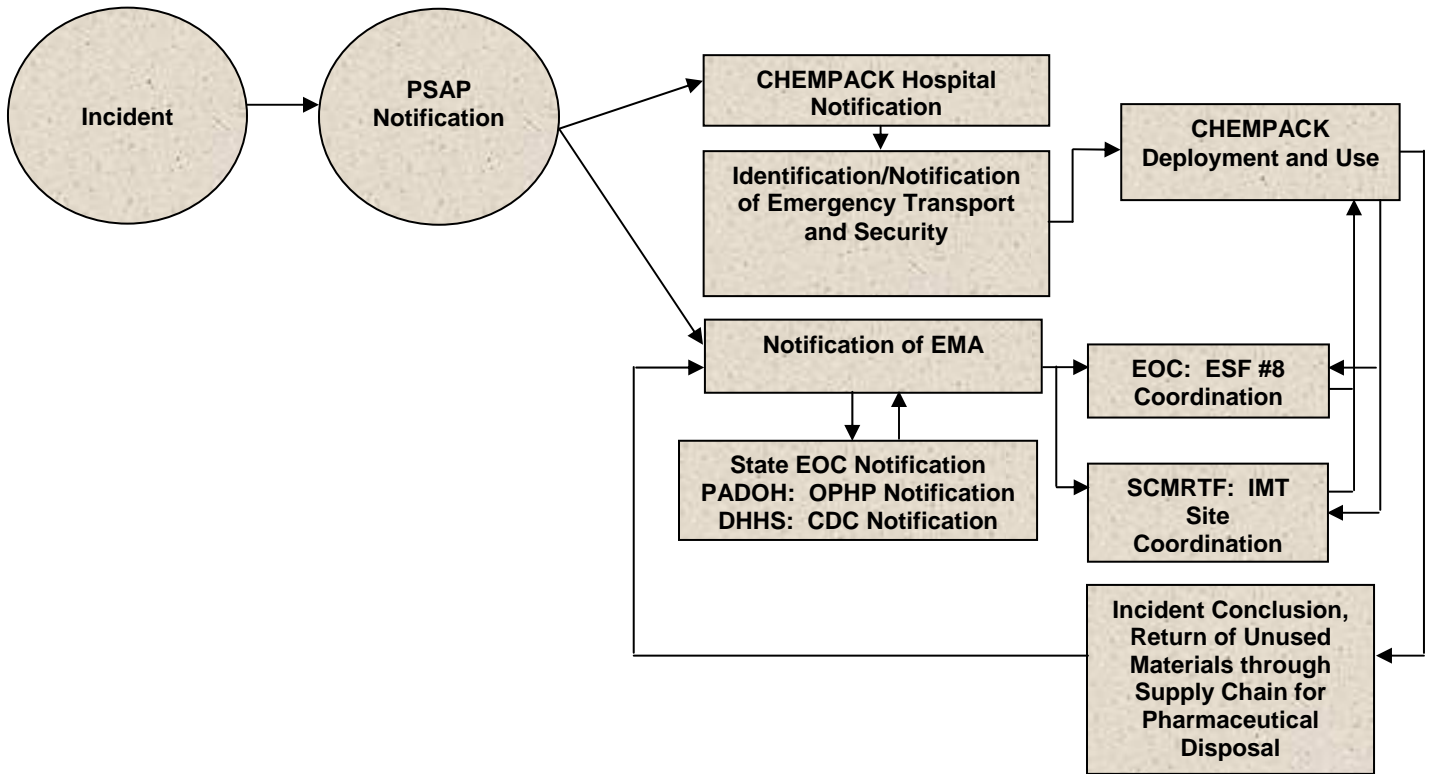 Incident
PSAP
Notification
CHEMPACK Hospital
Notification
Identification/Notification
of Emergency Transport
and Security
CHEMPACK
Deployment and Use
Notification of EMA
EOC: ESF #8
Coordination
State EOC Notification
PADOH: OPHP Notification
DHHS: CDC Notification
SCMRTF: IMT
Site
Coordination
Incident Conclusion,
Return of Unused
Materials through
Supply Chain for
Pharmaceutical
Disposal